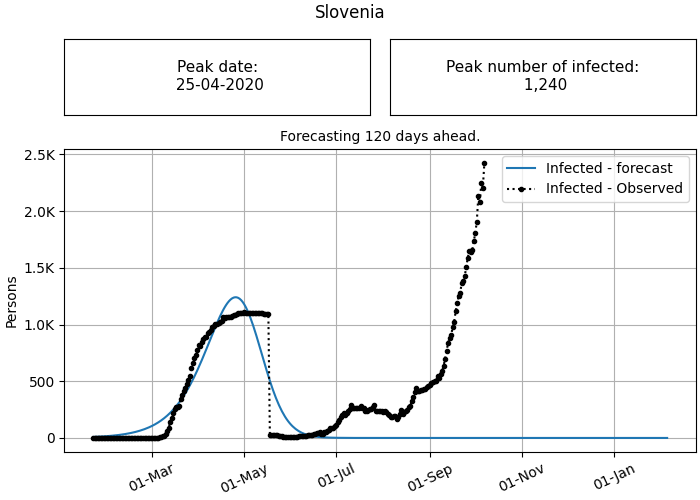 Slovenia
Peak date:
25-04-2020
Peak number of infected:
1,240
Forecasting 120 days ahead.
2.5K
2.0K
1.5K
1.0K
500
0
Persons
Infected - forecast
Infected - Observed
01-Mar
01-May
01-Jul
01-Sep
01-Nov
01-Jan